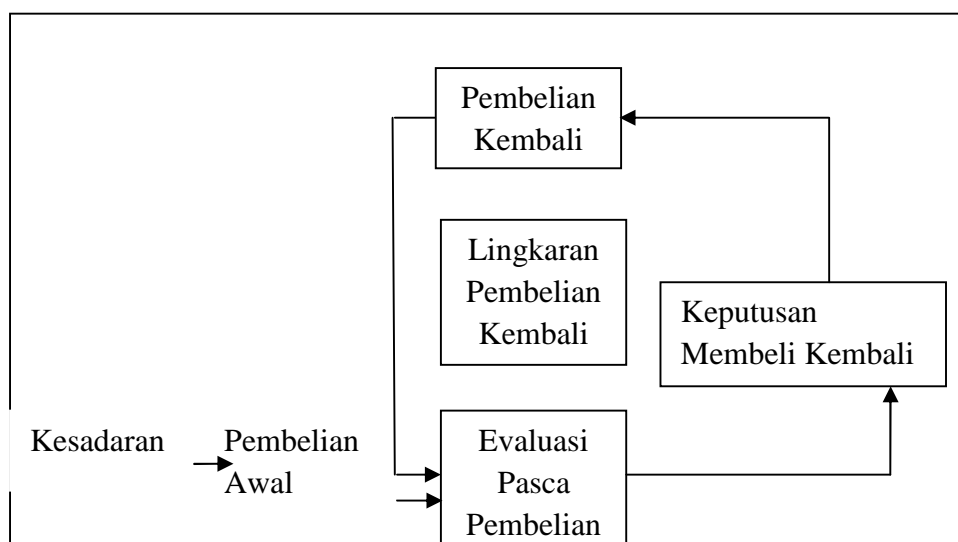 Pembelian
Kembali
Lingkaran
Pembelian
Kembali
Keputusan
Membeli Kembali
Kesadaran
Pembelian
Awal
Evaluasi
Pasca
Pembelian